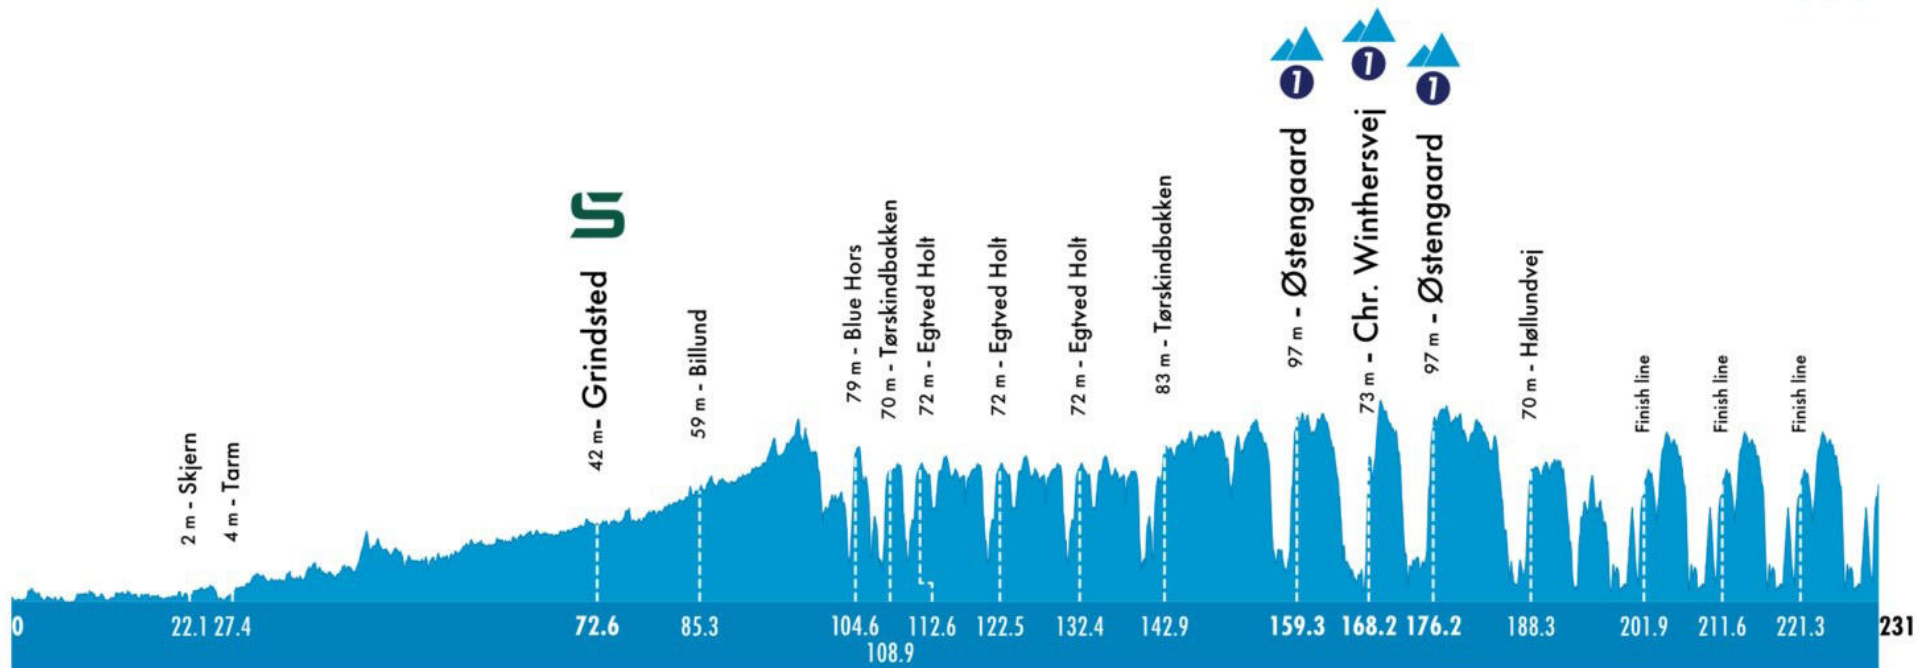 1
1
1
S
2 m - Skjern
4 m - Tarm
42 m- Grindsted
59 m - Billund
79 m - Blue Hors
70 m - Tørskindbakken
72 m - Egtved Holt
72 m - Egtved Holt
72 m - Egtved Holt
83 m - Tørskindbakken
97 m - Østengaard
73 m - Chr. Winthersvej
97 m - Østengaard
70 m - Høllundvej
Finish line
Finish line
Finish line
0
22.1
27.4
72.6
85.3
104.6
108.9
112.6
122.5
132.4
142.9
159.3
168.2
176.2
188.3
201.9
211.6
221.3
231